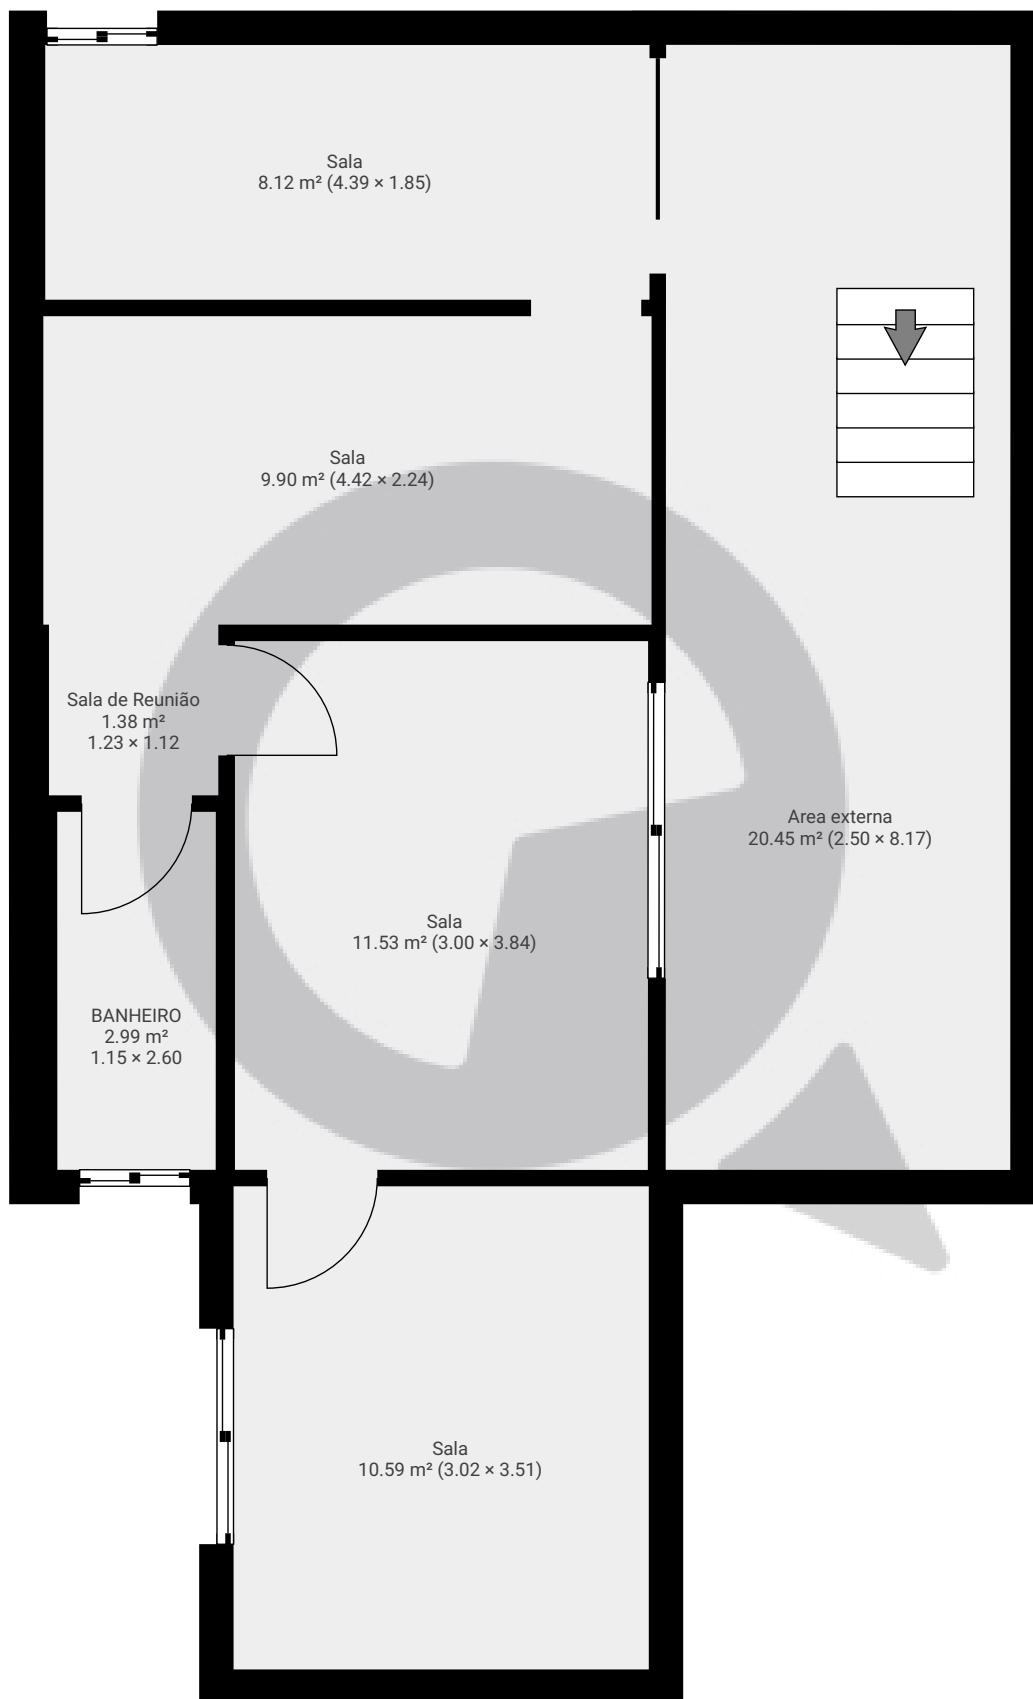 Sala
8.12 m² (4.39 × 1.85)
Sala
9.90 m² (4.42 × 2.24)
Sala de Reunião
1.38 m²
1.23 × 1.12
Area externa
20.45 m² (2.50 × 8.17)
Sala
11.53 m² (3.00 × 3.84)
BANHEIRO
2.99 m²
1.15 × 2.60
Sala
10.59 m² (3.02 × 3.51)